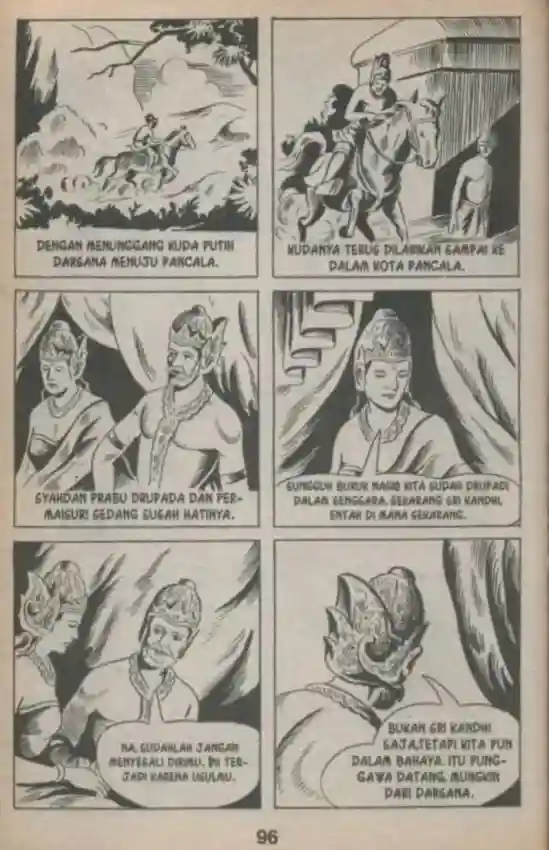 DENGAN MENUNGGANG KUDA PUTIH
DARSANA MENUJU PANCALA.
KUDANYA TERUS DILARIKAN SAMPAI KE
DALAM KOTA PANCALA.
SYAHDAN PRABU DRUPADA DAN PER-
MAISURI SEDANG SUSAH HATINYA.
SUNGGUH BURUK NASIB KITA SUDAH DRUPADI
DALAM SENGSARA, SEKARANG SRI KANDHI,
ENTAH DI MANA SEKARANG.
NA, SUDAHLAH JANGAN
MENYESALI DIRIMU. INI TER-
JADI KARENA USULMU.
BUKAN SRI KANDHI
SAJA, TETAPI KITA PUN
DALAM BAHAYA. ITU PUNG-
GAWA DATANG, MUNGKIN
DARI DARSANA.
96